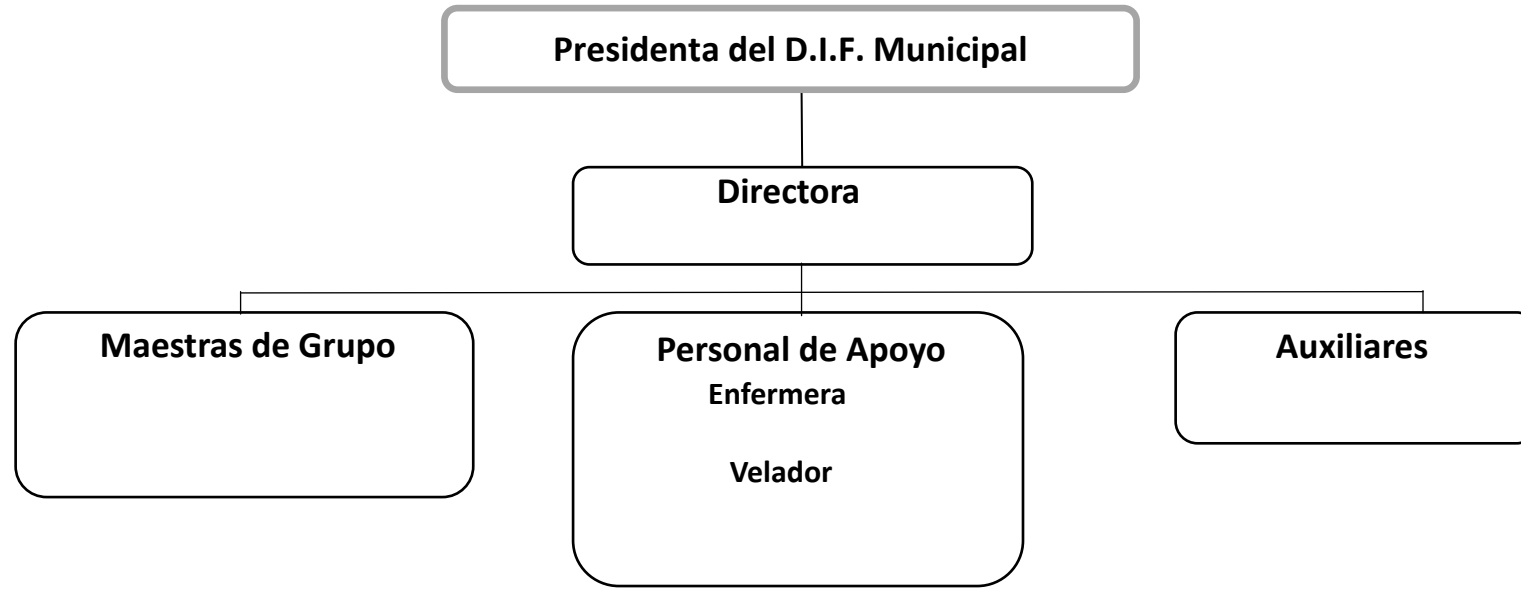 Presidenta del D.I.F. Municipal
Directora
Maestras de Grupo
Personal de Apoyo
Enfermera
Velador
Auxiliares